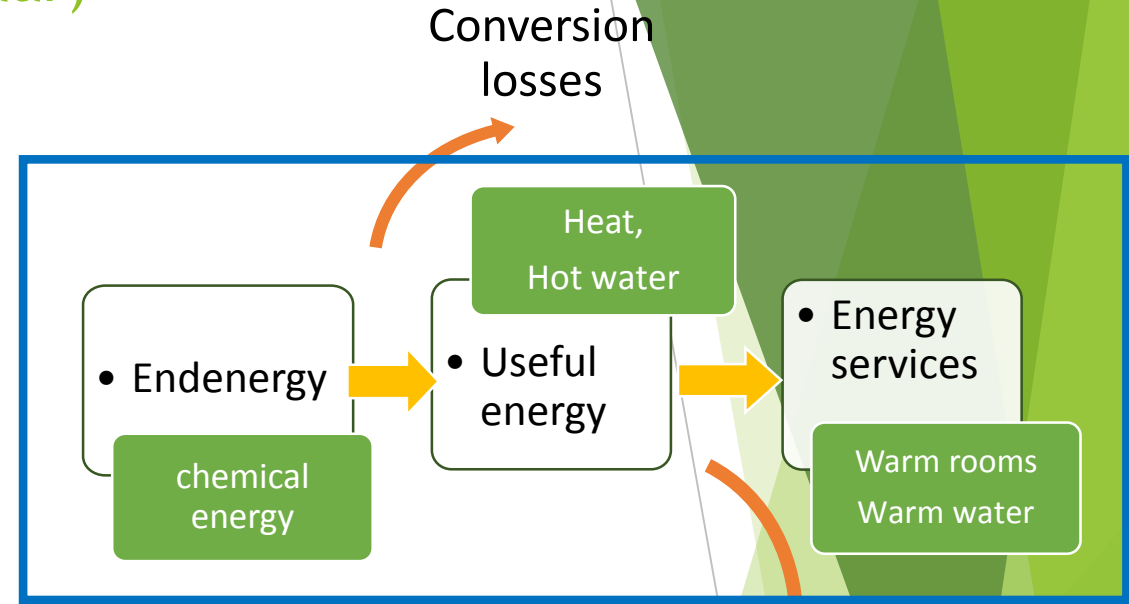 Conversion
losses
Heat,
Hot water
• Endenergy
chemical
energy
• Useful
energy
• Energy
services
Warm rooms
Warm water